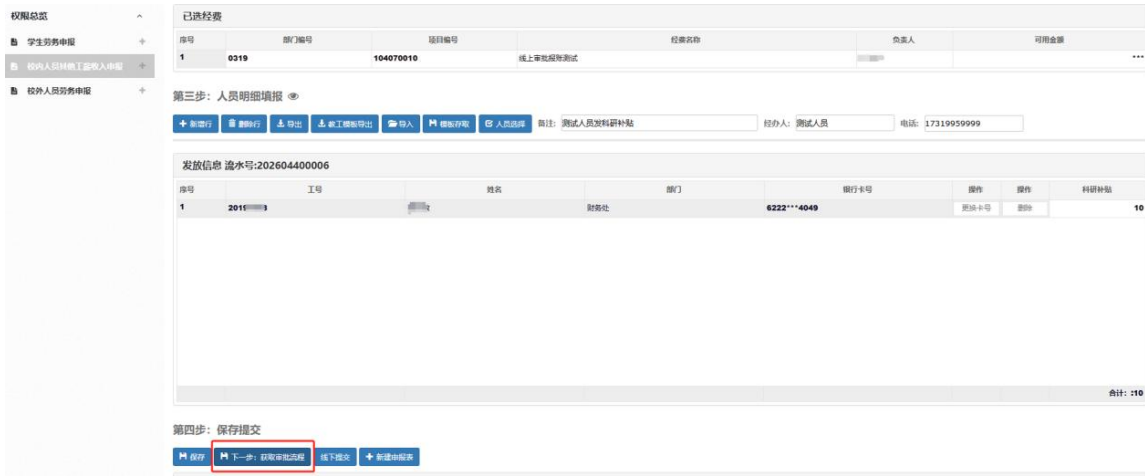 权限总览
学生劳务申报
校内人员其他工薪收入申报
校外人员劳务申报
已选经费
序号 部门编号 项目编号 经费名称 负责人 可用金额
1 0319 104070010 线上审批报账测试 ...
第三步：人员明细填报
新增行 删除行 导出 教工模板导出 导入 模板存取 人员选择 备注: 测试人员发科研补贴 经办人: 测试人员 电话: 17319959999
发放信息 流水号:202604400006
序号 工号 姓名 部门 银行卡号 操作 操作 科研补贴
1 财务处 6222***4049 更换卡号 删除 10
合计: :10
第四步：保存提交
保存 下一步：获取审批流程 线下提交 新建申报表